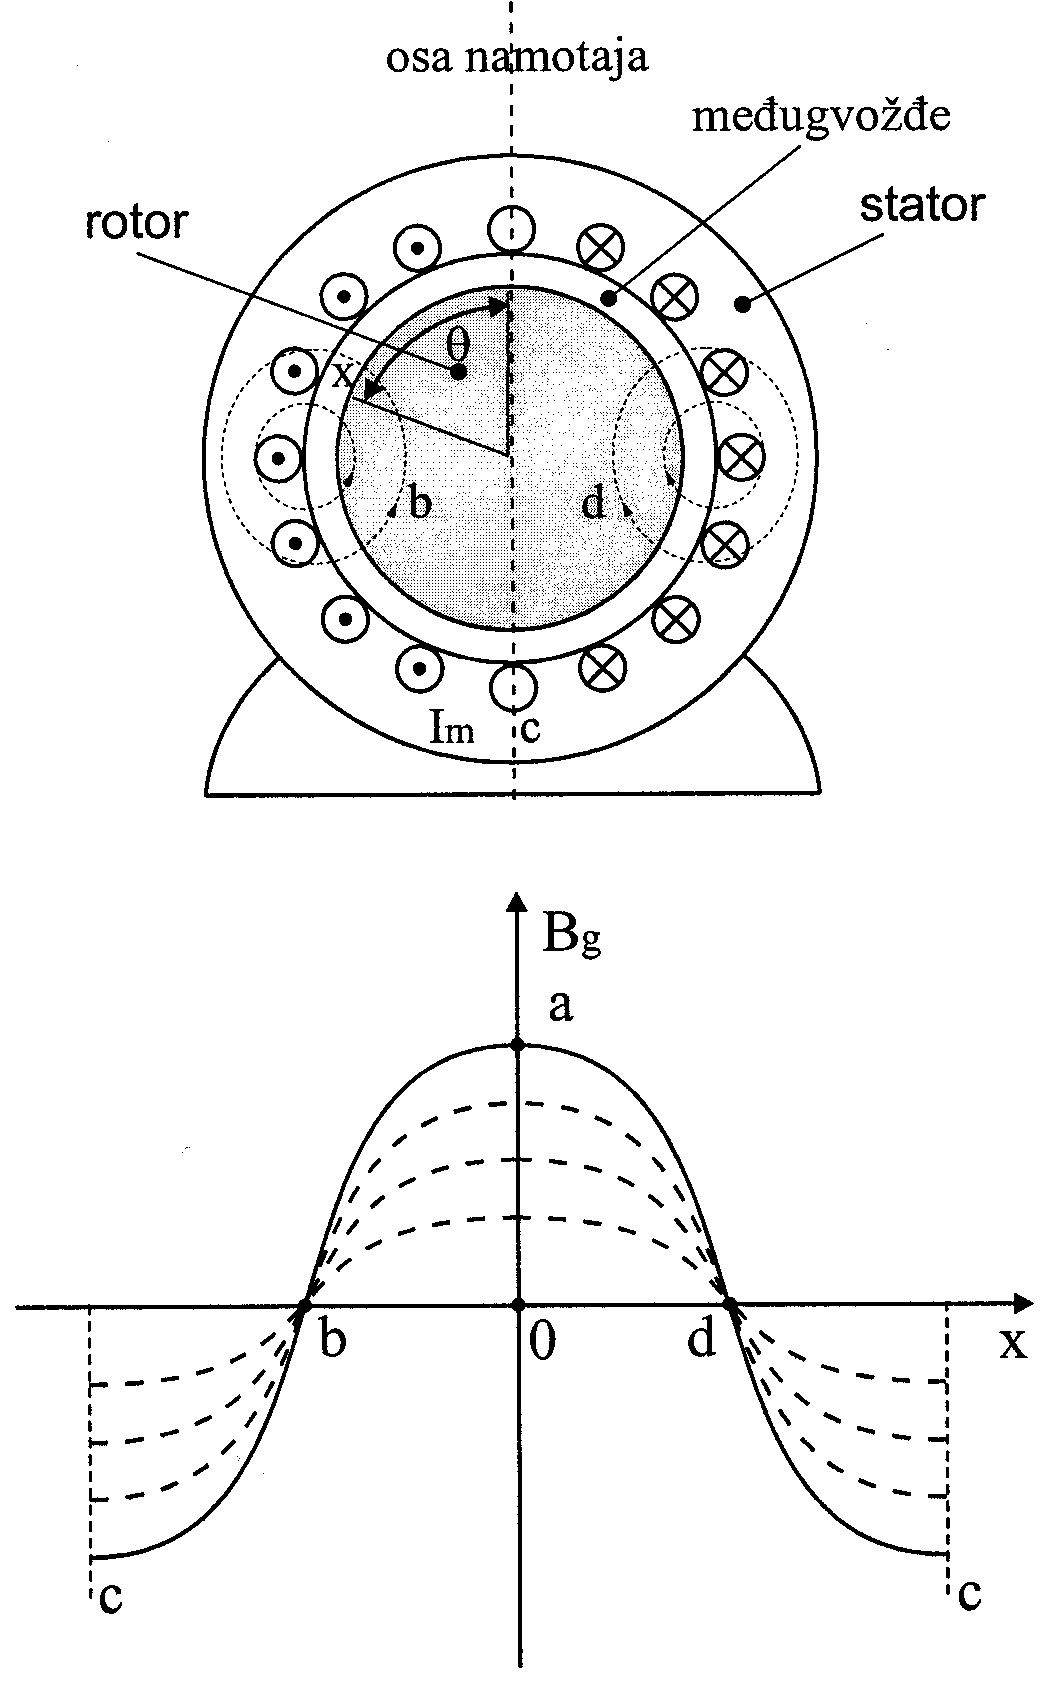 osa namotaja
međugvožđe
rotor
stator
θ
x
b
d
Im
c
Bg
a
b
0
d
x
c
c